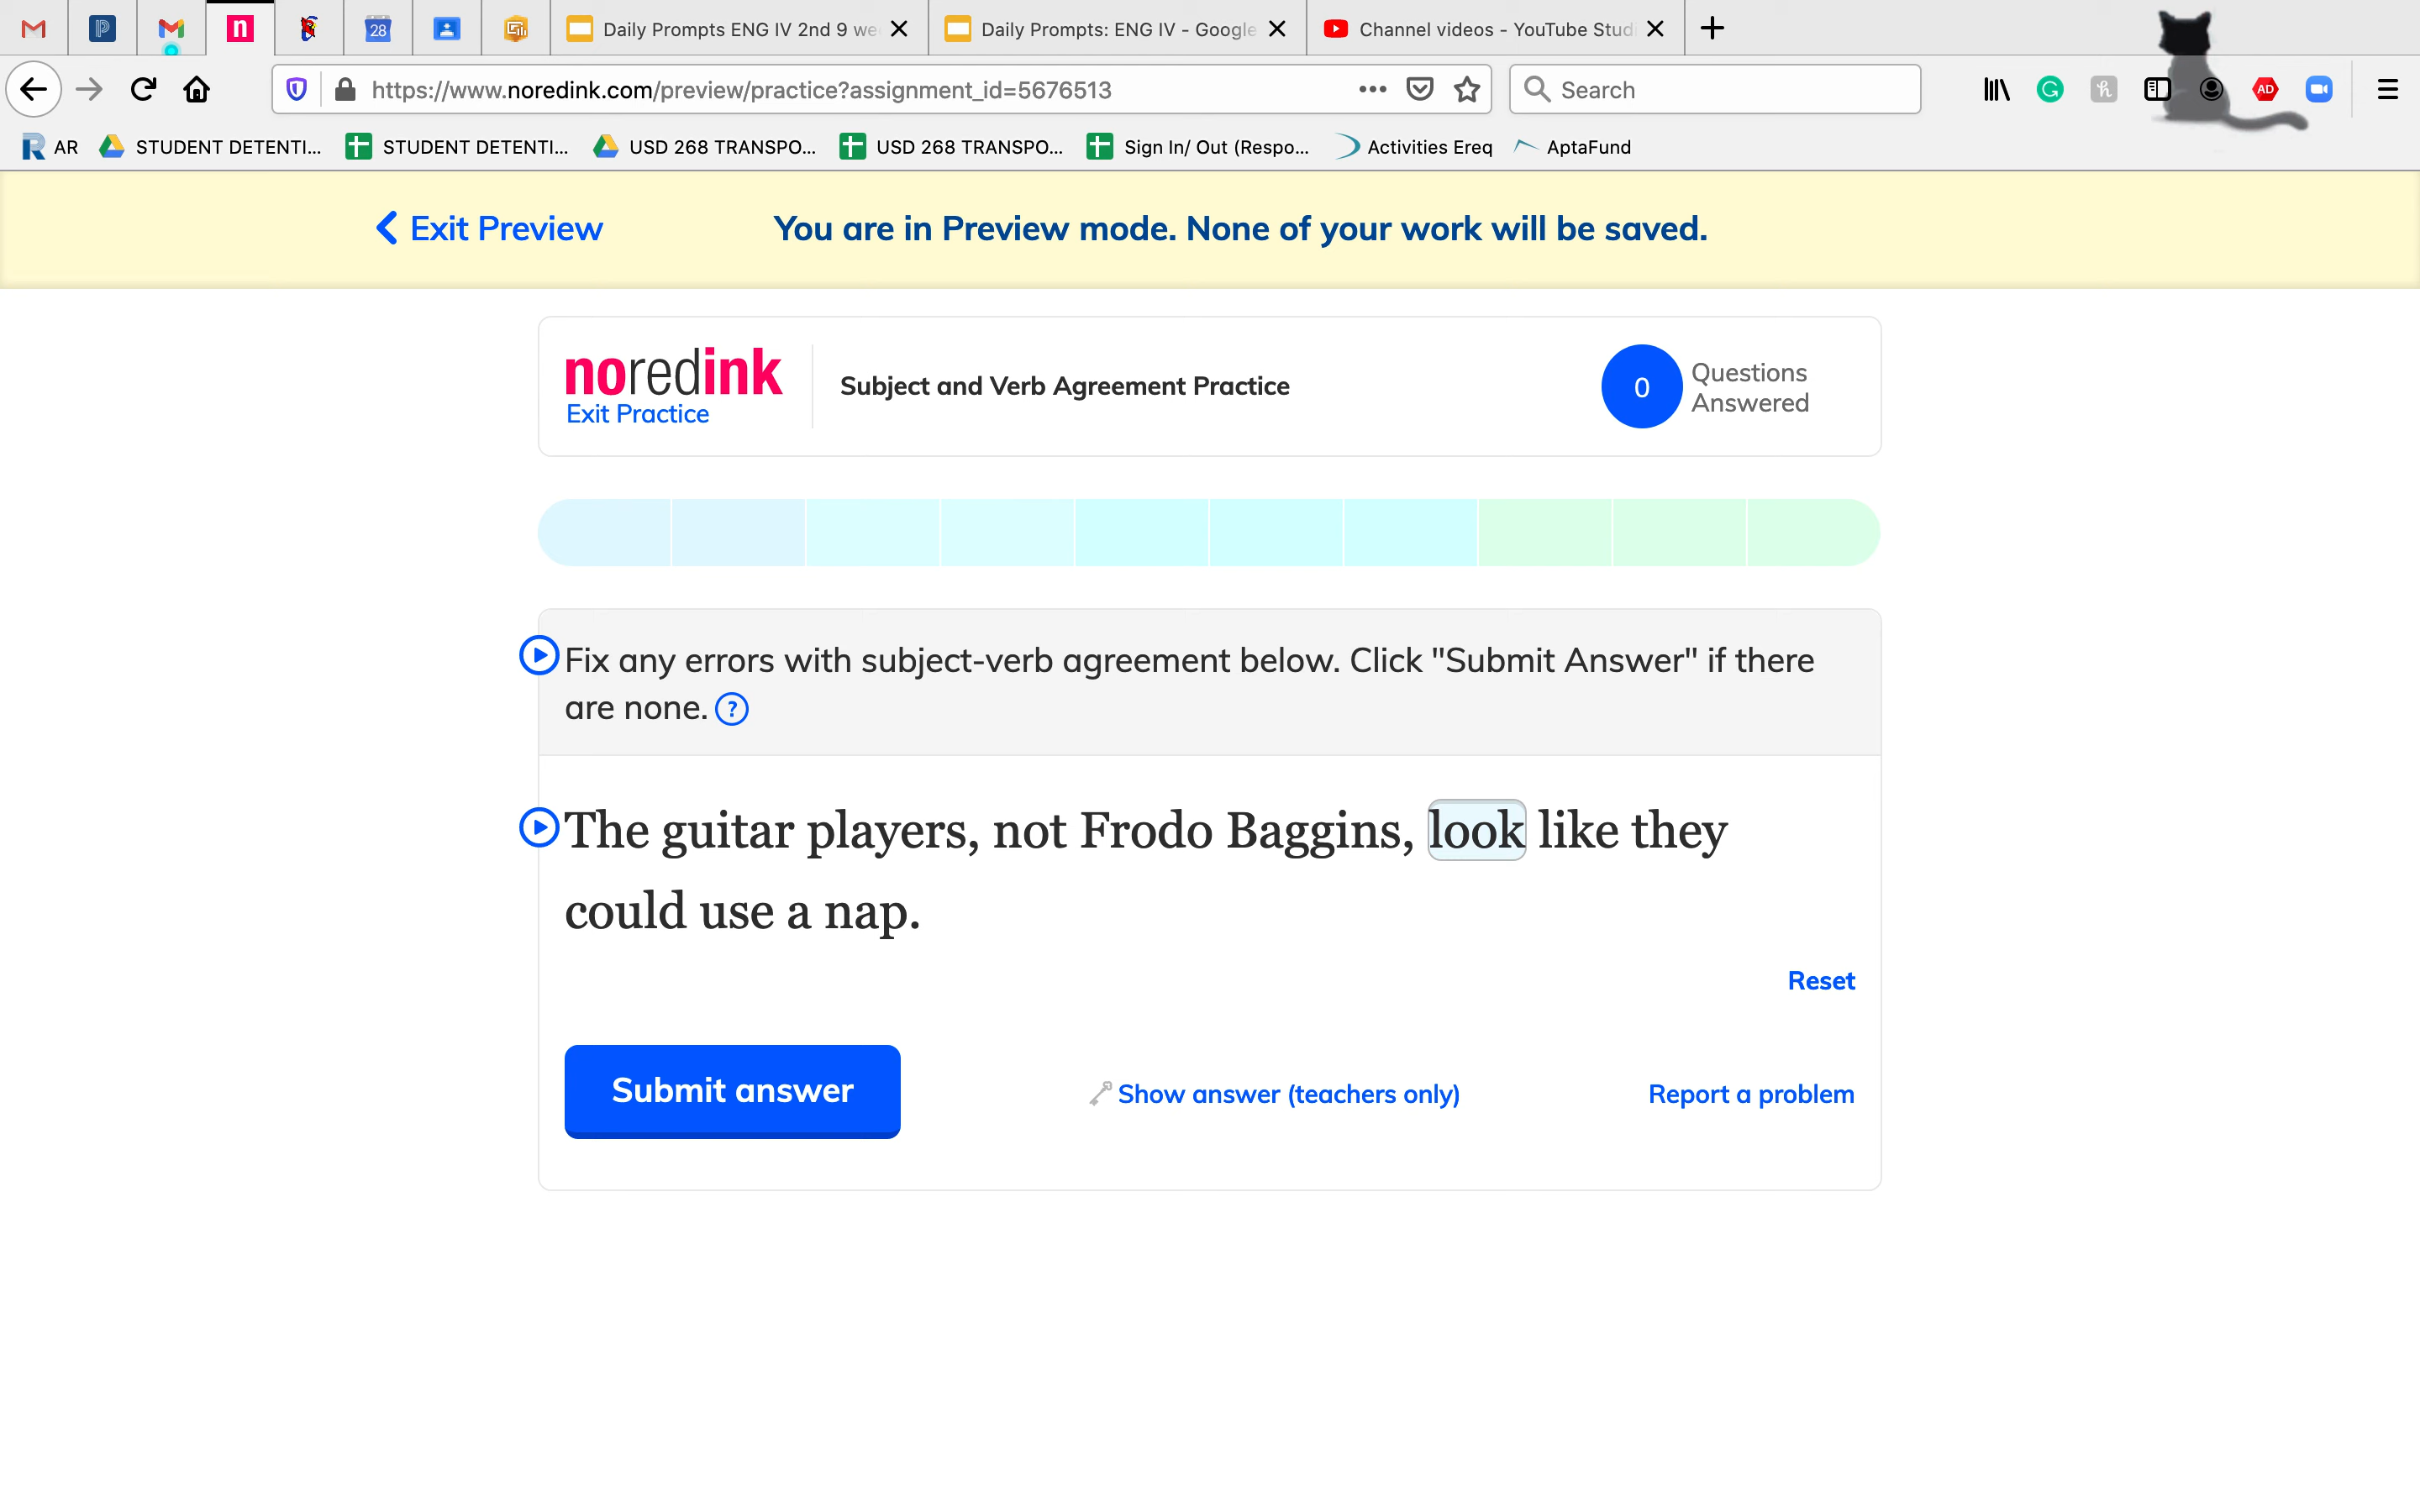 28
Daily Prompts ENG IV 2nd 9 we
Daily Prompts: ENG IV - Google
Channel videos - YouTube Stud
https://www.noredink.com/preview/practice?assignment_id=5676513
Search
AD
AR
STUDENT DETENTI...
STUDENT DETENTI...
USD 268 TRANSPO...
USD 268 TRANSPO...
Sign In/ Out (Respo...
Activities Ereq
AptaFund
Exit Preview
You are in Preview mode. None of your work will be saved.
noredink
Exit Practice
Subject and Verb Agreement Practice
0
Questions
Answered
Fix any errors with subject-verb agreement below. Click "Submit Answer" if there
are none. ?
The guitar players, not Frodo Baggins, look like they
could use a nap.
Reset
Submit answer
Show answer (teachers only)
Report a problem